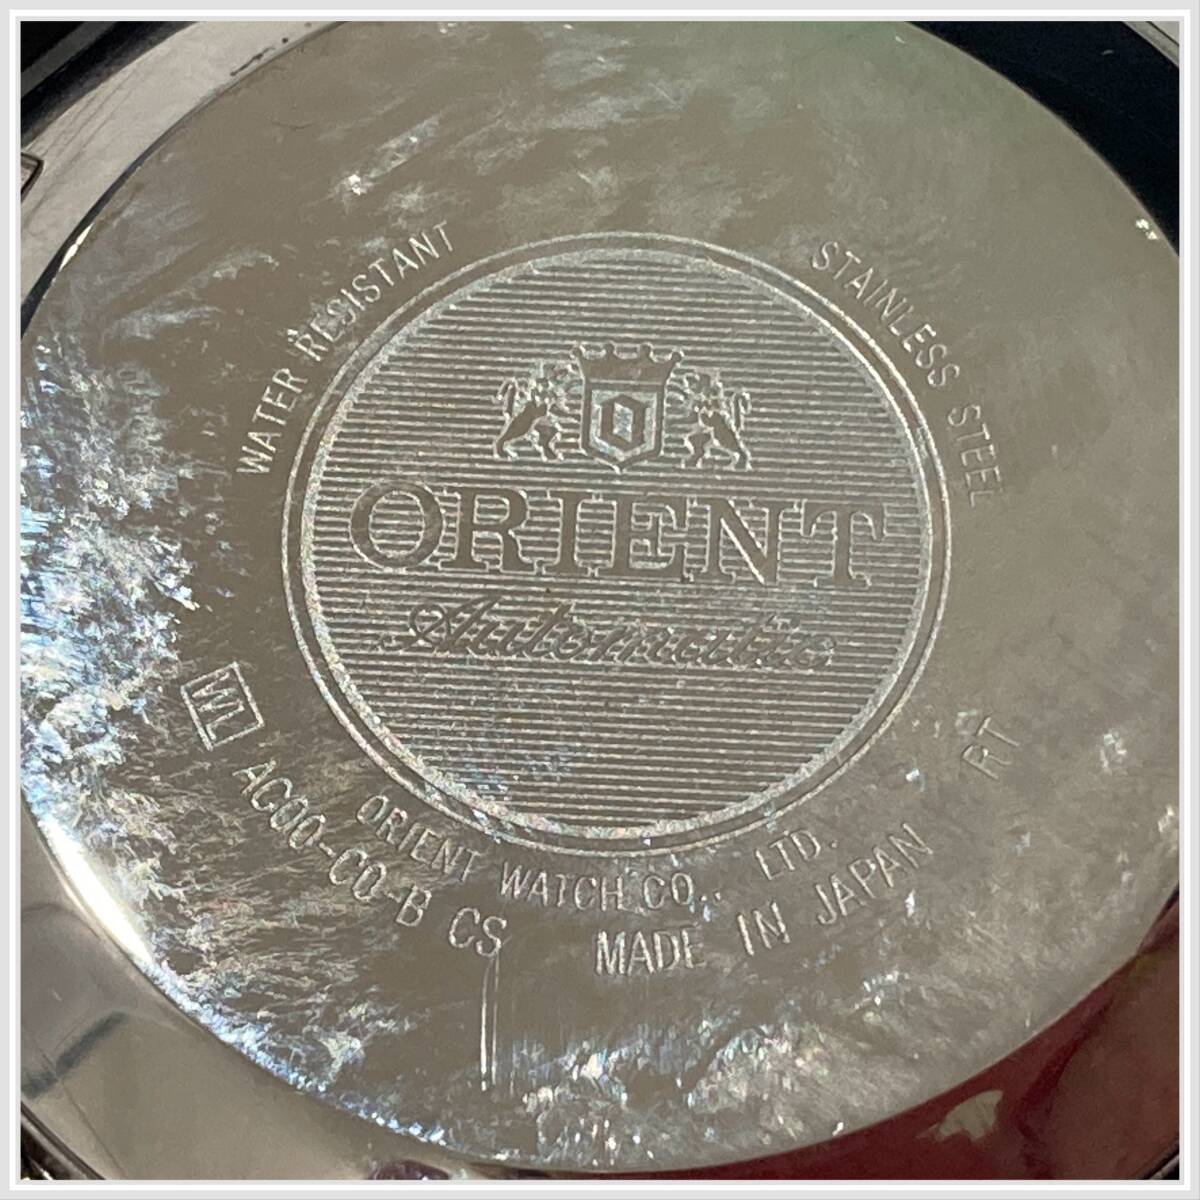 WATER RESISTANT
STAINLESS STEEL
O
ORIENT
Automatic
ORIENT WATCH CO., LTD.
AC00-C0-B CS
MADE IN JAPAN
RT